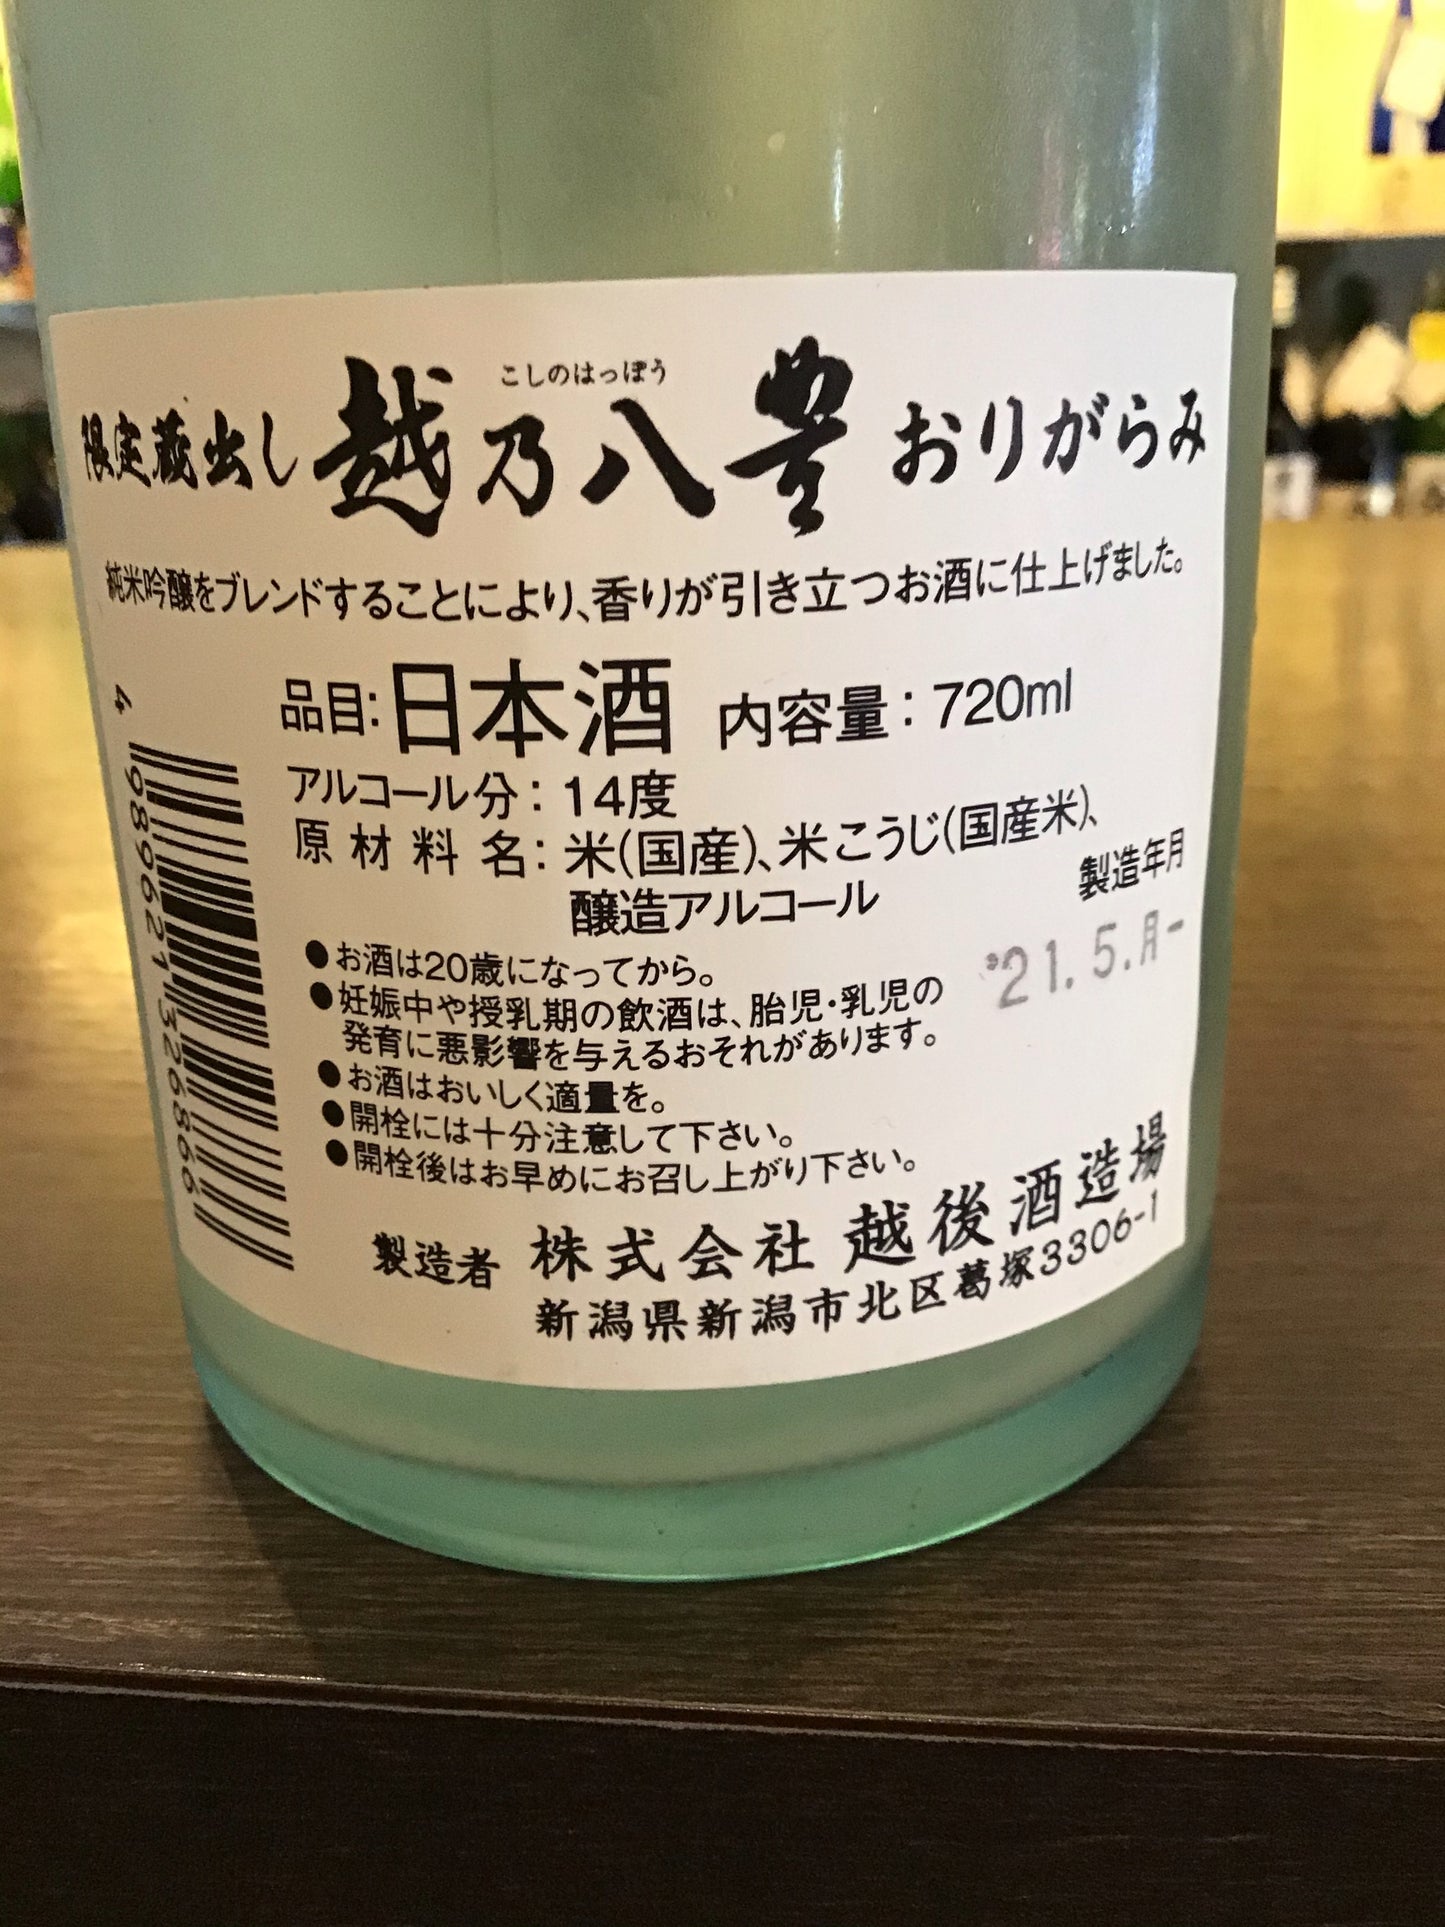 こしのはっぽう
限定蔵出し 越乃八豊 おりがらみ
純米吟醸をブレンドすることにより、香りが引き立つお酒に仕上げました。
品目:日本酒 内容量:720ml
アルコール分:14度
原材料名:米(国産)、米こうじ(国産米)、
醸造アルコール
製造年月
'21.5.月-
●お酒は20歳になってから。
●妊娠中や授乳期の飲酒は、胎児・乳児の
発育に悪影響を与えるおそれがあります。
●お酒はおいしく適量を。
●開栓には十分注意して下さい。
●開栓後はお早めにお召し上がり下さい。
製造者 株式会社 越後酒造場
新潟県新潟市北区葛塚3306-1
4 989621 326866